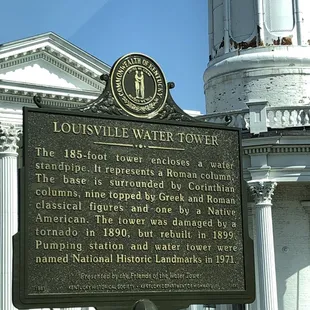 COMMONWEALTH OF KENTUCKY
LOUISVILLE WATER TOWER
The 185-foot tower encloses a water
standpipe. It represents a Roman column.
The base is surrounded by Corinthian
columns, nine topped by Greek and Roman
classical figures and one by a Native
American. The tower was damaged by a
tornado in 1890, but rebuilt in 1899.
Pumping station and water tower were
named National Historic Landmarks in 1971.
Presented by the Friends of the Water Tower
KENTUCKY HISTORICAL SOCIETY • KENTUCKY DEPARTMENT OF HIGHWAYS